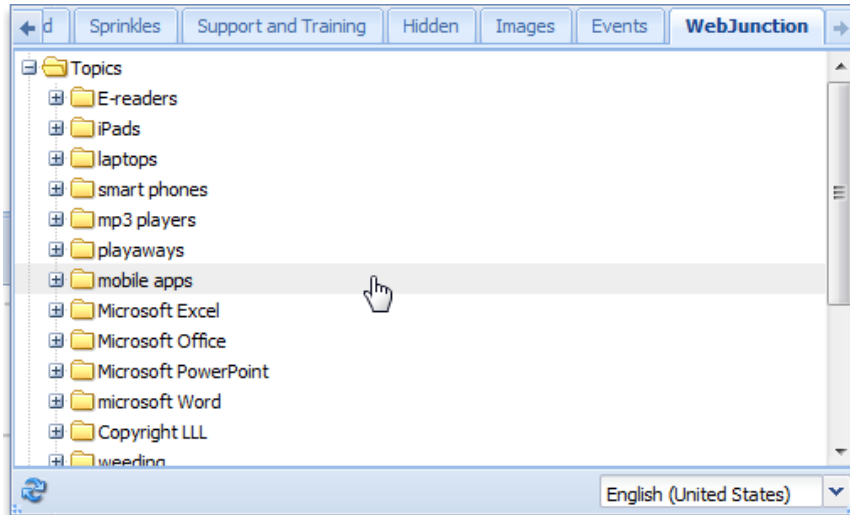 d Sprinkles Support and Training Hidden Images Events WebJunction
Topics
E-readers
iPads
laptops
smart phones
mp3 players
playaways
mobile apps
Microsoft Excel
Microsoft Office
Microsoft PowerPoint
microsoft Word
Copyright LLL
weeding
English (United States)